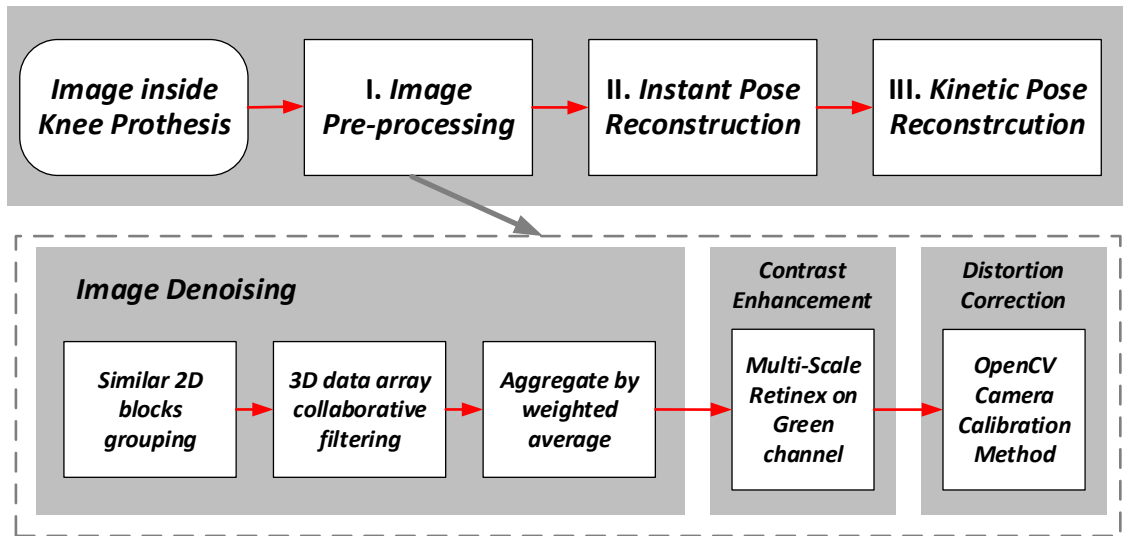 Image inside
Knee Prothesis
I. Image
Pre-processing
II. Instant Pose
Reconstruction
III. Kinetic Pose
Reconstrcution
Image Denoising
Similar 2D
blocks
grouping
3D data array
collaborative
filtering
Aggregate by
weighted
average
Contrast
Enhancement
Multi-Scale
Retinex on
Green
channel
Distortion
Correction
OpenCV
Camera
Calibration
Method